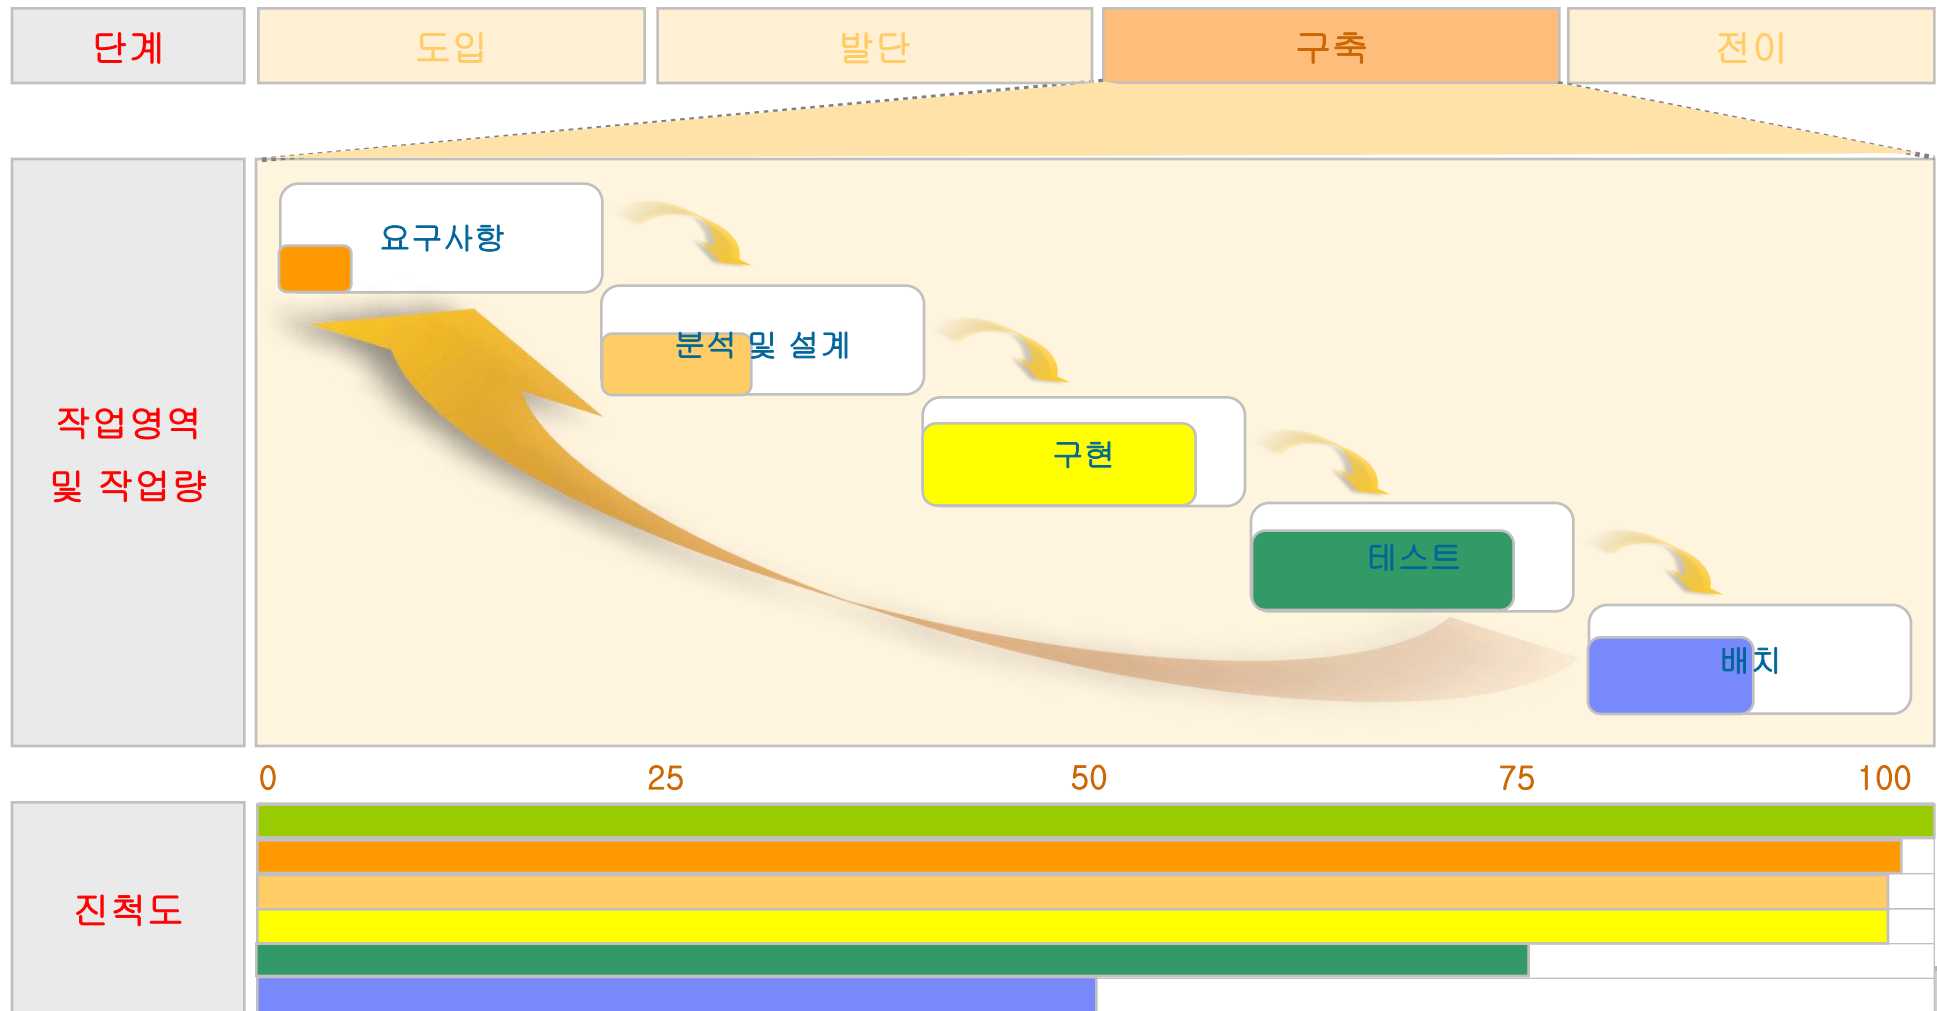 단계
도입
발단
구축
전이
작업영역
및 작업량
요구사항
분석 및 설계
구현
테스트
배치
0
25
50
75
100
진척도